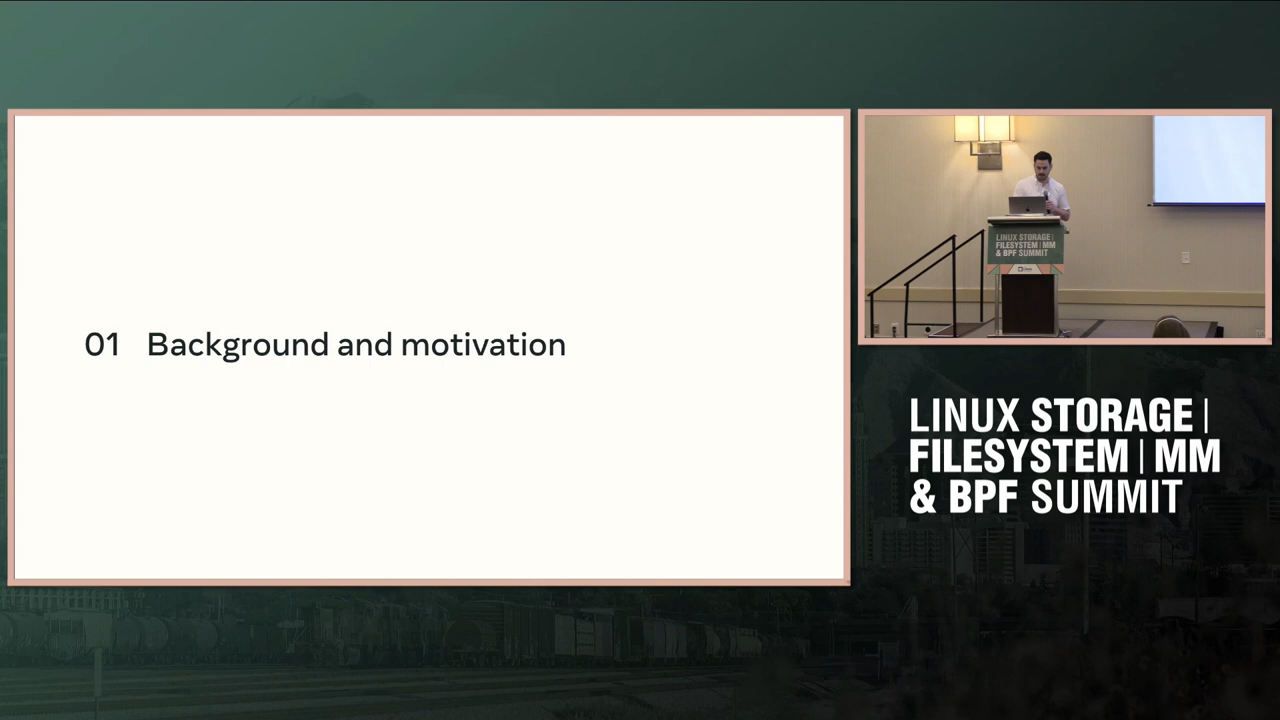 01 Background and motivation
LINUX STORAGE |
FILESYSTEM | MM
& BPF SUMMIT
LINUX STORAGE |
FILESYSTEM | MM
& BPF SUMMIT